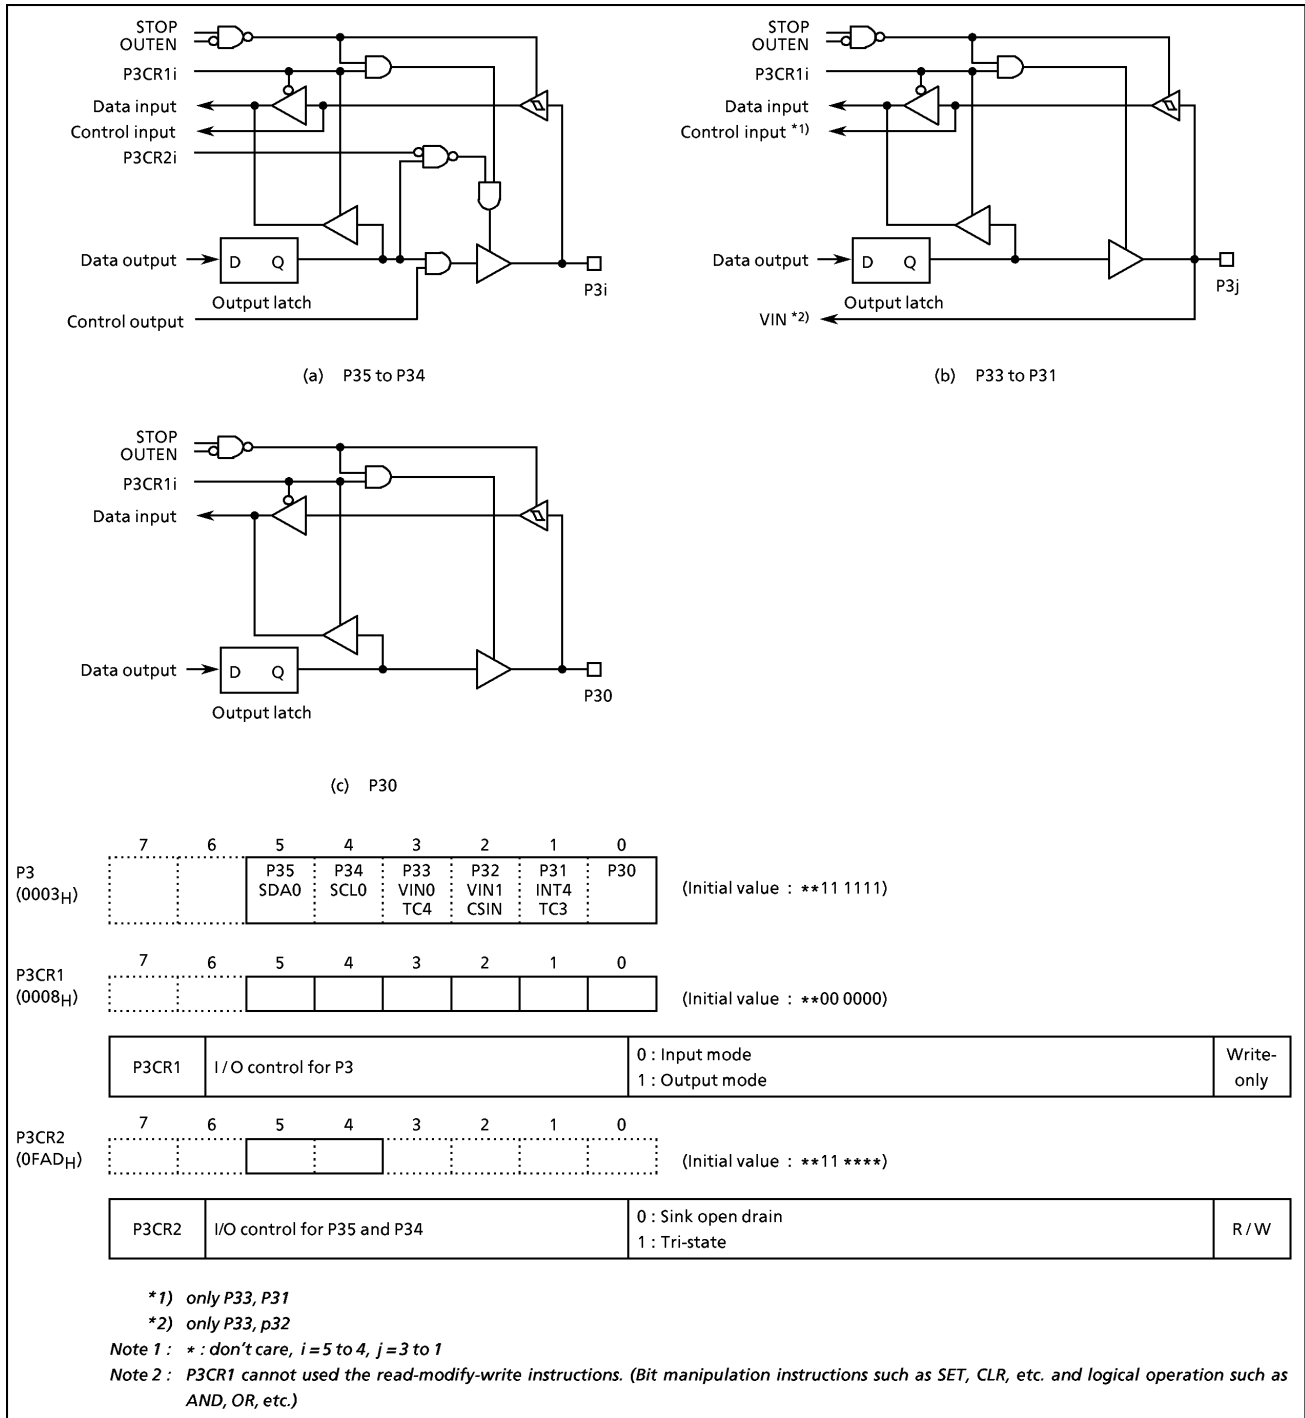 STOP
OUTEN
P3CR1i
Data input
Control input
P3CR2i
Data output
D Q
Output latch
Control output
P3i
(a) P35 to P34
STOP
OUTEN
P3CR1i
Data input
Control input *1)
Data output
D Q
Output latch
VIN *2)
P3j
(b) P33 to P31
STOP
OUTEN
P3CR1i
Data input
Data output
D Q
Output latch
P30
(c) P30
7 6 5 4 3 2 1 0
P3
(0003H)
P35 P34 P33 P32 P31 P30
SDA0 SCL0 VIN0 VIN1 INT4
TC4 CSIN TC3
(Initial value : **11 1111)
7 6 5 4 3 2 1 0
P3CR1
(0008H)
(Initial value : **00 0000)
P3CR1 I / O control for P3 0 : Input mode
1 : Output mode
Write-
only
7 6 5 4 3 2 1 0
P3CR2
(0FADH)
(Initial value : **11 ****)
P3CR2 I/O control for P35 and P34 0 : Sink open drain
1 : Tri-state
R / W
*1) only P33, P31
*2) only P33, p32
Note 1 : * : don't care, i = 5 to 4, j = 3 to 1
Note 2 : P3CR1 cannot used the read-modify-write instructions. (Bit manipulation instructions such as SET, CLR, etc. and logical operation such as
AND, OR, etc.)